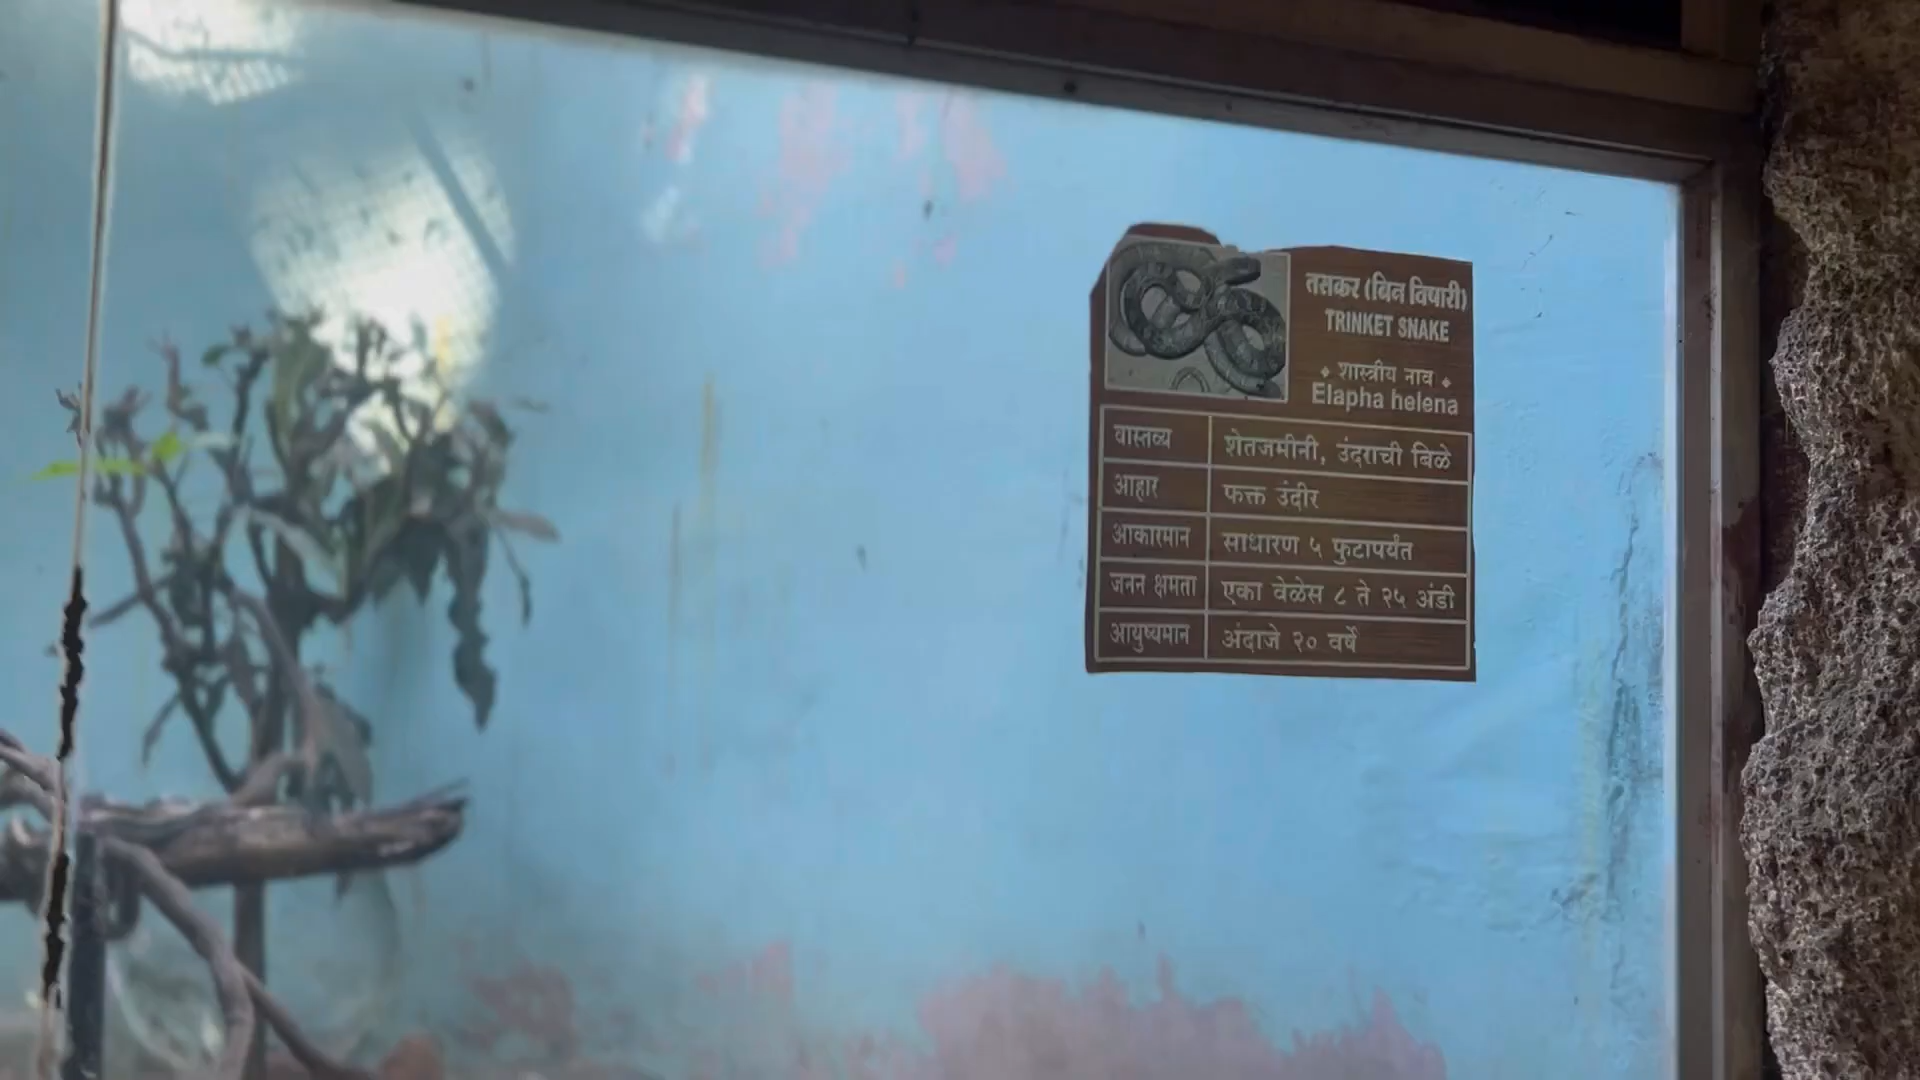 तसकर (बिन विषारी)
TRINKET SNAKE
शास्त्रीय नाव
Elapha helena
वास्तव्य शेतजमीनी, उंदराची बिळे
आहार फक्त उंदीर
आकारमान साधारण ५ फुटापर्यंत
जनन क्षमता एका वेळेस ८ ते २५ अंडी
आयुष्यमान अंदाजे २० वर्षे